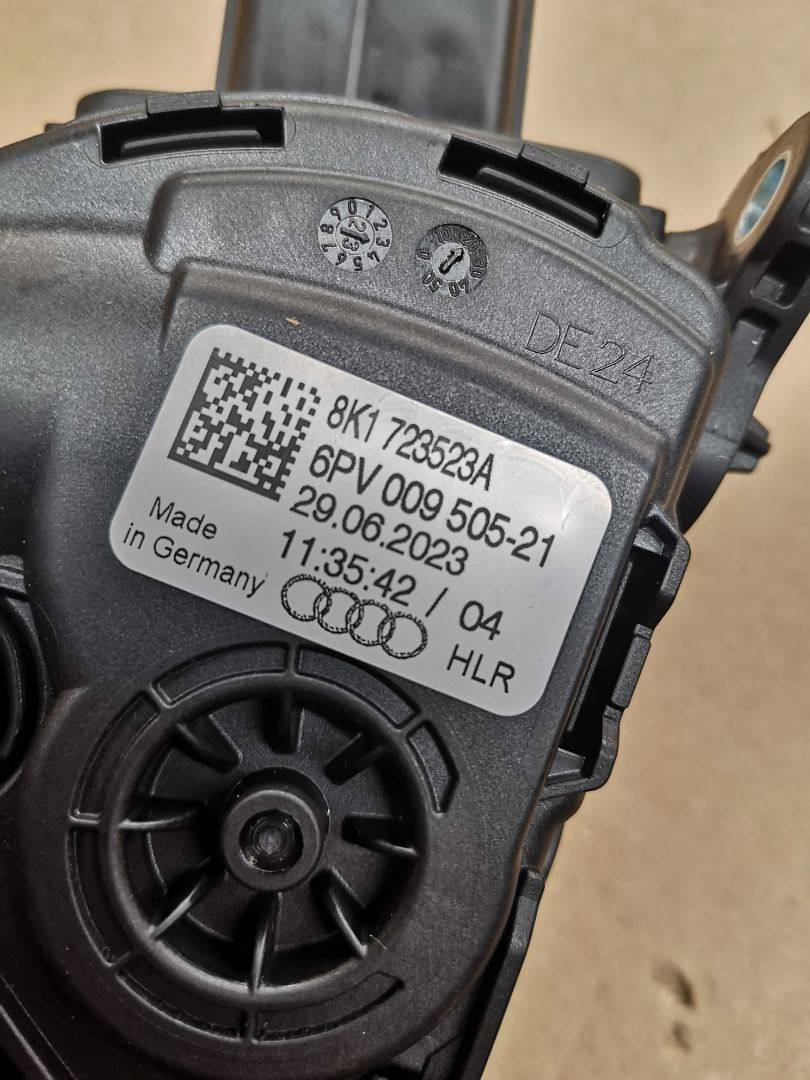 DE 24
8K1 723523A
6PV 009 505-21
29.06.2023
11:35:42 / 04
Made
in Germany
HLR